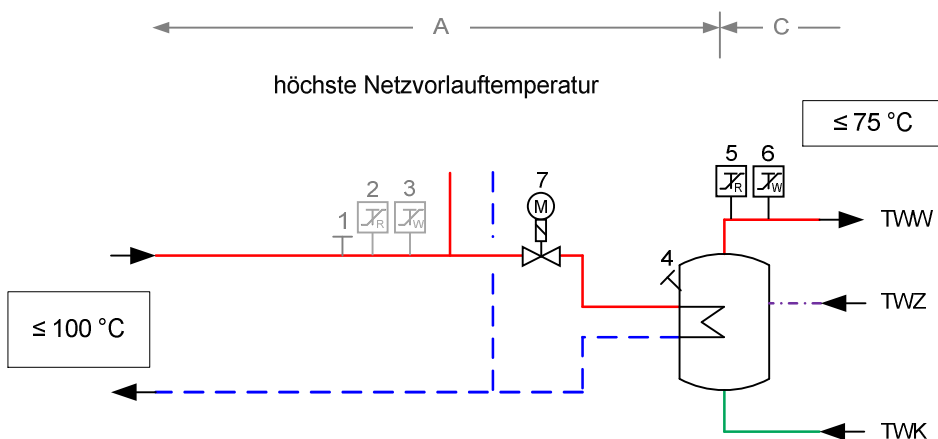 A
C
höchste Netzvorlauftemperatur
≤ 75 °C
5
6
7
2
3
1
R
W
M
R
W
TWW
4
≤ 100 °C
TWZ
TWK